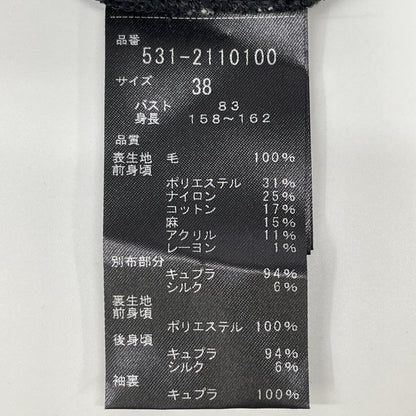 品番
531-2110100
サイズ
38
バスト 83
身長 158～162
品質
表生地 毛 100%
前身頃
ポリエステル 31%
ナイロン 25%
コットン 17%
麻 15%
アクリル 11%
レーヨン 1%
別布部分
キュプラ 94%
シルク 6%
裏生地
前身頃
ポリエステル 100%
後身頃
キュプラ 94%
シルク 6%
袖裏
キュプラ 100%